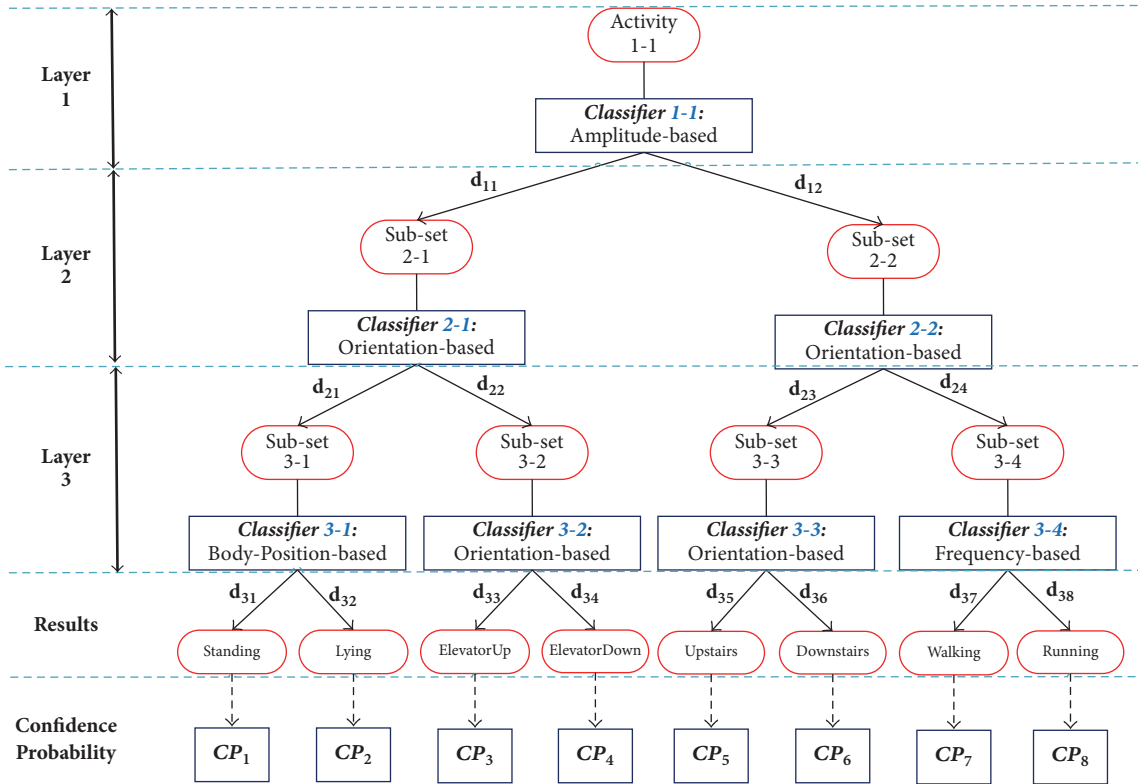 Activity
1-1
Layer
1
Classifier 1-1:
Amplitude-based
d11
d12
Sub-set
2-1
Sub-set
2-2
Layer
2
Classifier 2-1:
Orientation-based
Classifier 2-2:
Orientation-based
d21
d22
d23
d24
Sub-set
3-1
Sub-set
3-2
Sub-set
3-3
Sub-set
3-4
Layer
3
Classifier 3-1:
Body-Position-based
Classifier 3-2:
Orientation-based
Classifier 3-3:
Orientation-based
Classifier 3-4:
Frequency-based
d31
d32
d33
d34
d35
d36
d37
d38
Results
Standing
Lying
ElevatorUp
ElevatorDown
Upstairs
Downstairs
Walking
Running
Confidence
Probability
CP1
CP2
CP3
CP4
CP5
CP6
CP7
CP8